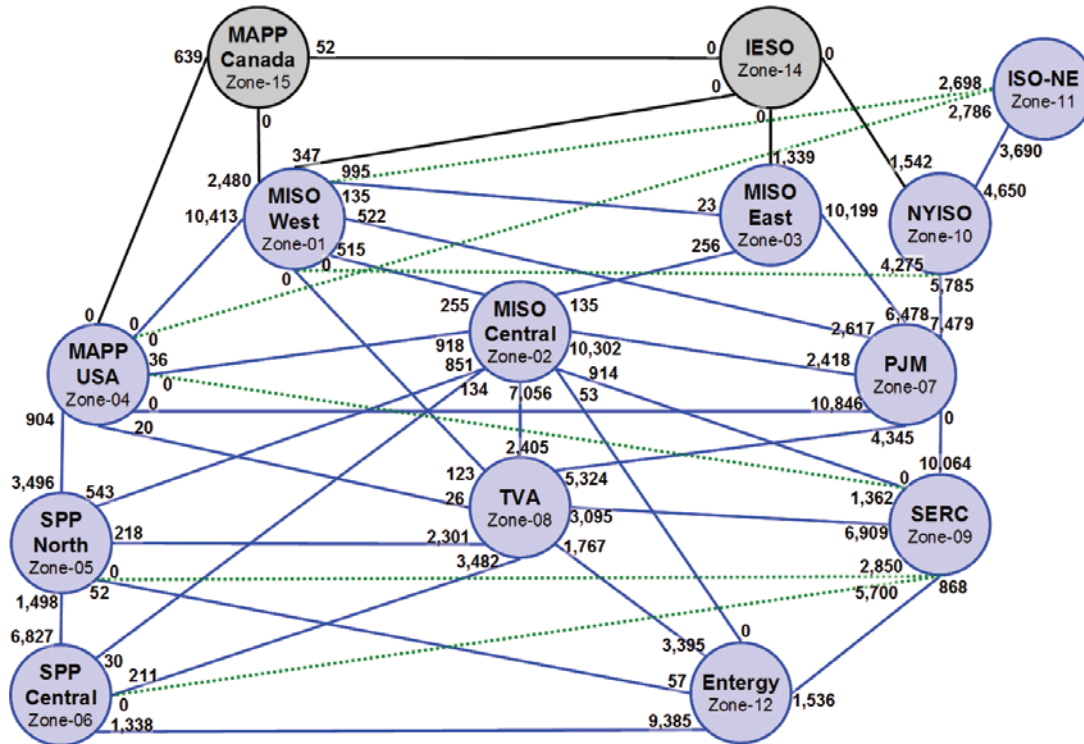 MAPP
Canada
Zone-15
639
52
0
0
IESO
Zone-14
0
0
0
0
ISO-NE
Zone-11
2,698
2,786
3,690
347
995
1,339
1,542
4,650
2,480
MISO
West
Zone-01
135
10,413
522
515
0
0
23
MISO
East
Zone-03
10,199
256
NYISO
Zone-10
4,275
5,785
255
MISO
Central
Zone-02
135
6,478
7,479
2,617
0
0
0
MAPP
USA
Zone-04
36
0
0
918
851
134
10,302
914
7,056
53
2,418
PJM
Zone-07
10,846
0
4,345
904
20
2,405
10,064
3,496
543
123
26
TVA
Zone-08
5,324
3,095
0
1,362
SERC
Zone-09
6,909
SPP
North
Zone-05
218
2,301
3,482
1,767
0
52
2,850
5,700
868
1,498
6,827
SPP
Central
Zone-06
30
211
0
1,338
0
3,395
57
Entergy
Zone-12
1,536
9,385